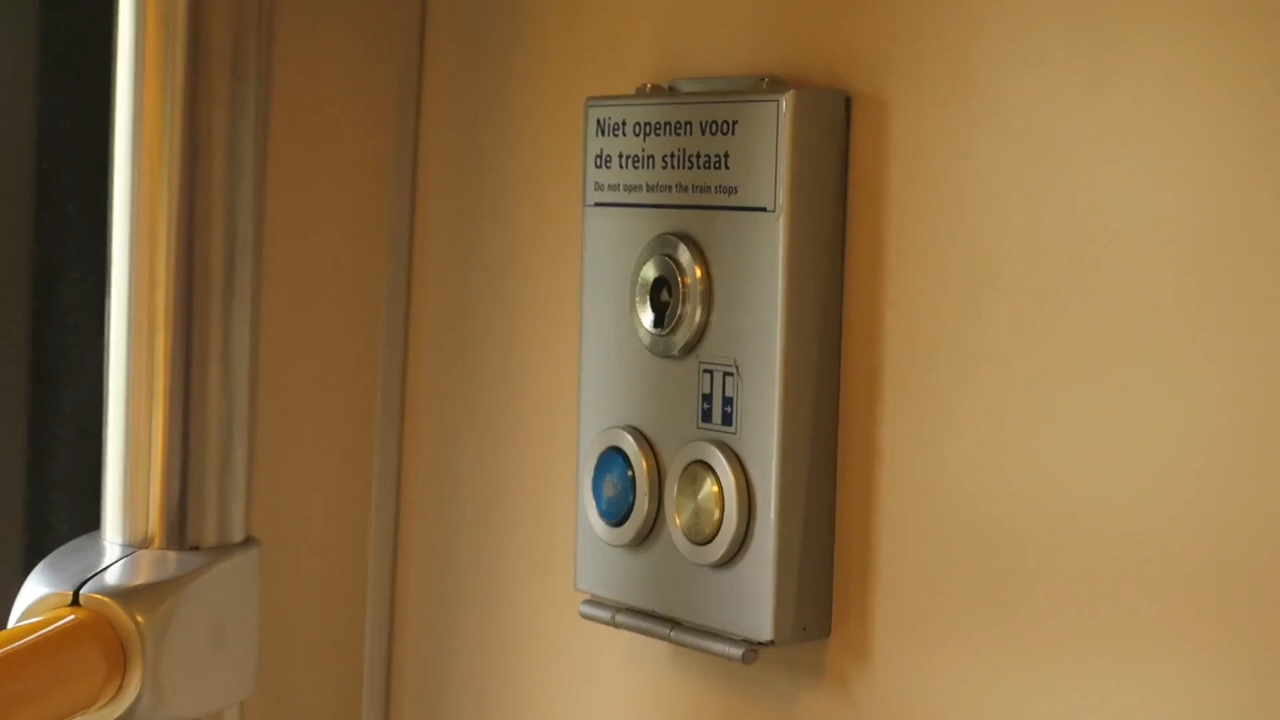 Niet openen voor
de trein stilstaat
Do not open before the train stops